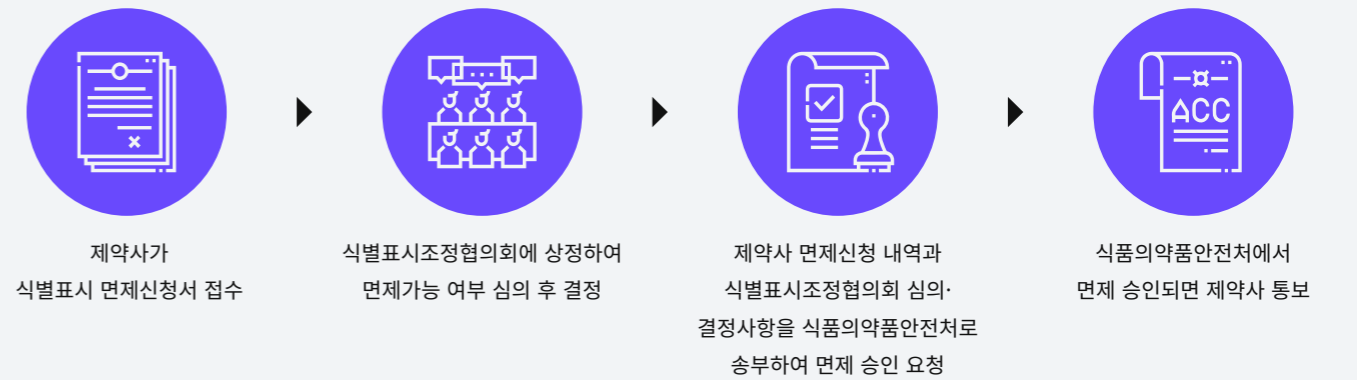 ACC
제약사가
식별표시 면제신청서 접수
식별표시조정협의회에 상정하여
면제가능 여부 심의 후 결정
제약사 면제신청 내역과
식별표시조정협의회 심의·
결정사항을 식품의약품안전처로
송부하여 면제 승인 요청
식품의약품안전처에서
면제 승인되면 제약사 통보